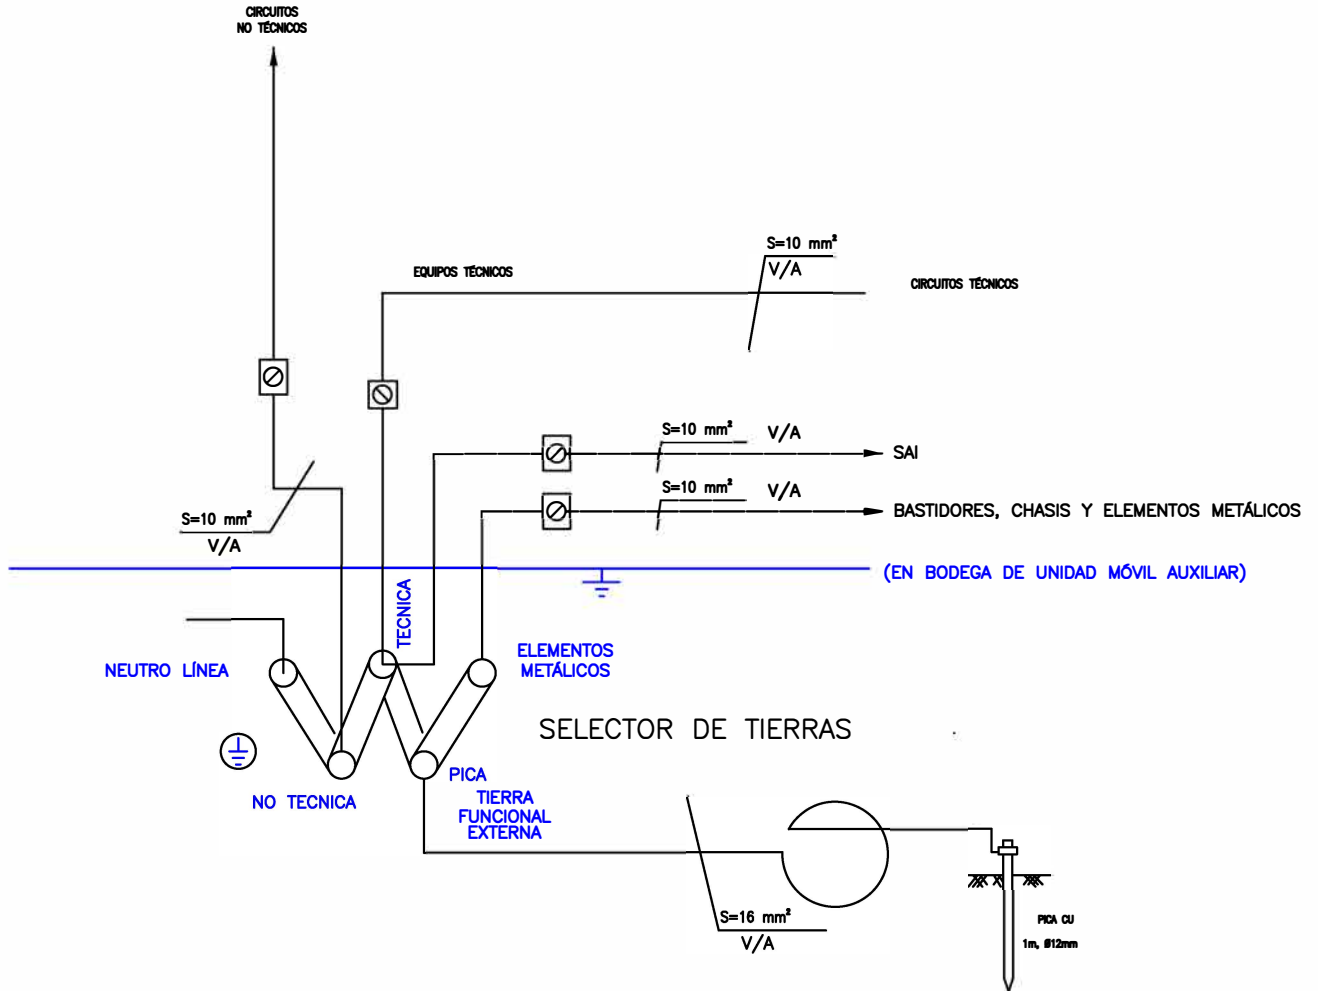 CIRCUITOS
NO TÉCNICOS
S=10 mm²
V/A
EQUIPOS TÉCNICOS
CIRCUITOS TÉCNICOS
S=10 mm²
V/A
SAI
S=10 mm²
V/A
BASTIDORES, CHASIS Y ELEMENTOS METÁLICOS
S=10 mm²
V/A
(EN BODEGA DE UNIDAD MÓVIL AUXILIAR)
TECNICA
NEUTRO LÍNEA
ELEMENTOS
METÁLICOS
SELECTOR DE TIERRAS
NO TECNICA
PICA
TIERRA
FUNCIONAL
EXTERNA
S=16 mm²
V/A
PICA CU
1m, Ø12mm